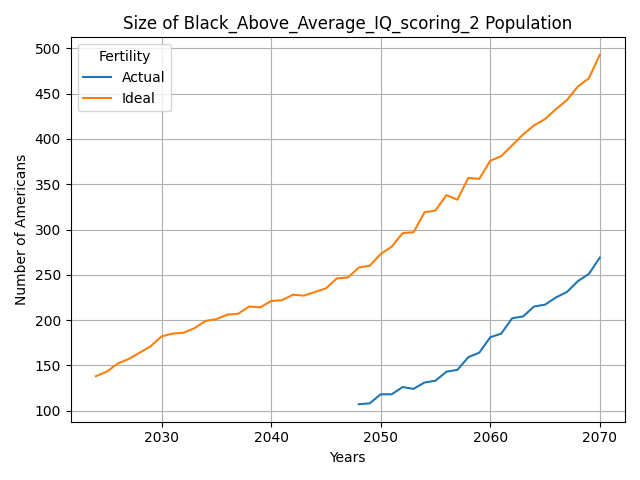 Size of Black_Above_Average_IQ_scoring_2 Population
Fertility
Actual
Ideal
500
450
400
350
300
250
200
150
100
Number of Americans
2030
2040
2050
2060
2070
Years